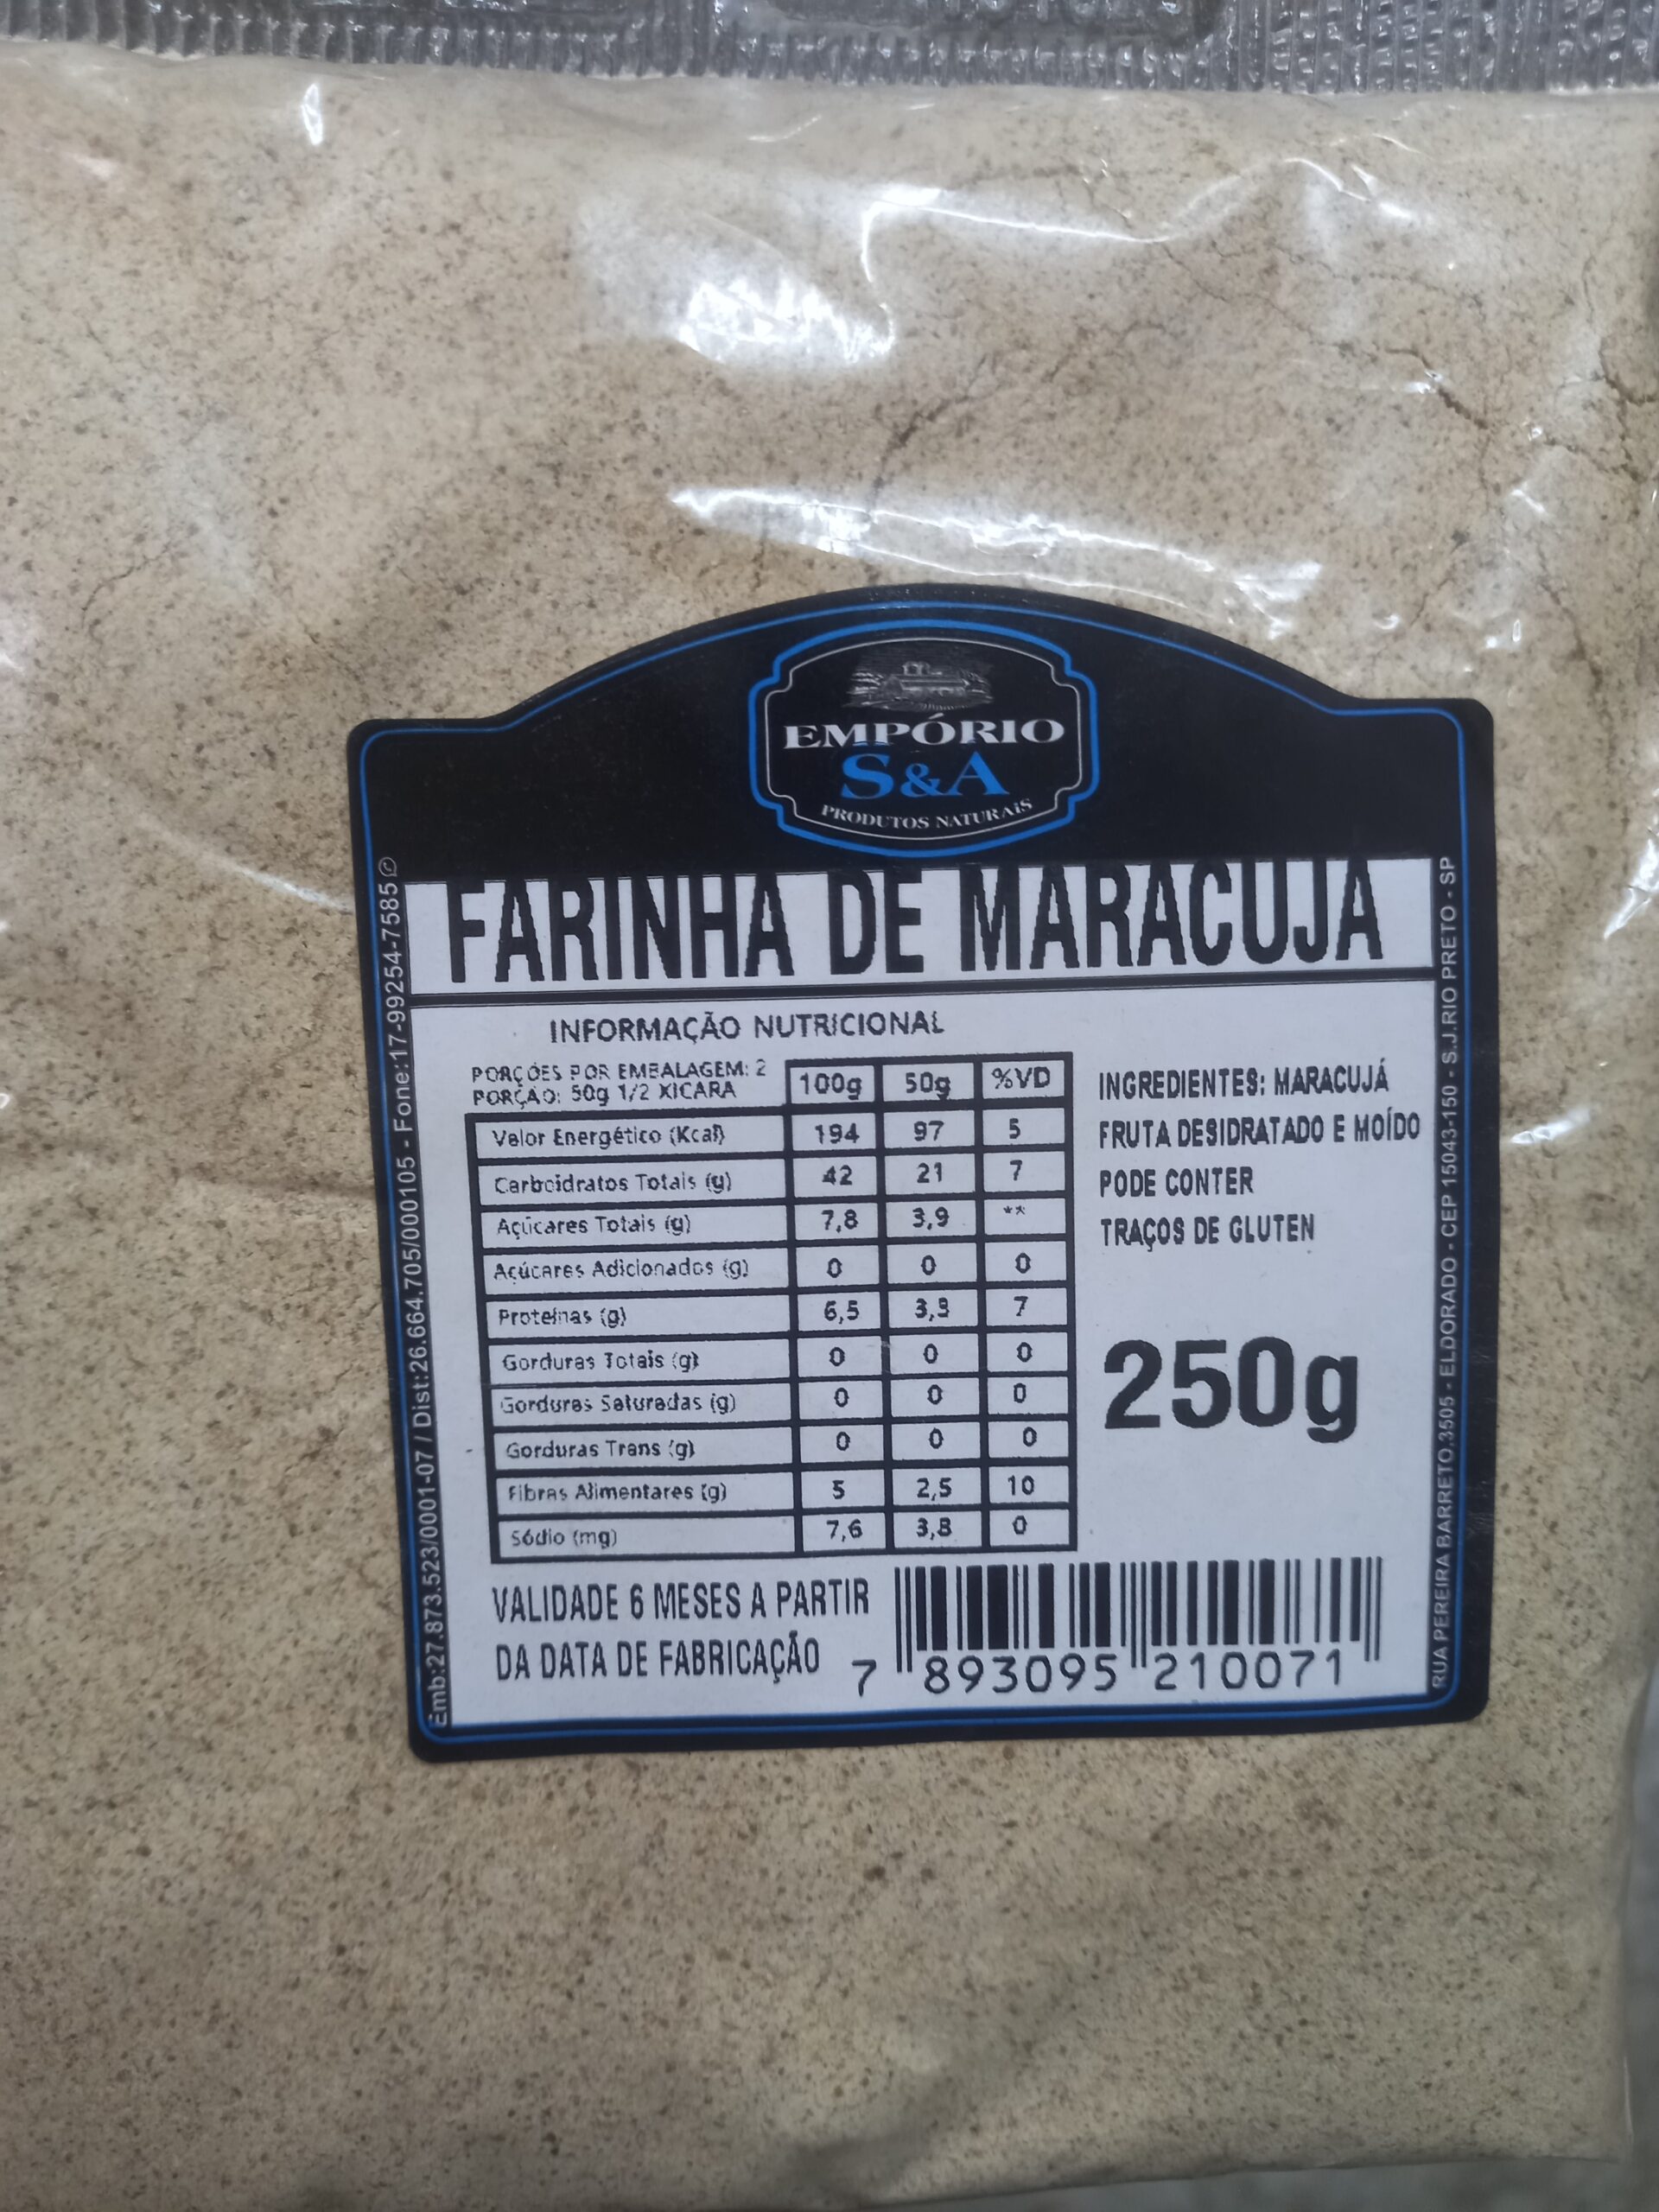 EMPÓRIO
S&A
PRODUTOS NATURAIS
FARINHA DE MARACUJA
INFORMAÇÃO NUTRICIONAL
PORÇÕES POR EMBALAGEM: 2
PORÇÃO: 50g 1/2 XICARA
100g 50g %VD
Valor Energético (Kcal) 194 97 5
Carboidratos Totais (g) 42 21 7
Açúcares Totais (g) 7,8 3,9 **
Açúcares Adicionados (g) 0 0 0
Proteínas (g) 6,5 3,3 7
Gorduras Totais (g) 0 0 0
Gorduras Saturadas (g) 0 0 0
Gorduras Trans (g) 0 0 0
Fibras Alimentares (g) 5 2,5 10
Sódio (mg) 7,6 3,8 0
INGREDIENTES: MARACUJÁ
FRUTA DESIDRATADO E MOÍDO
PODE CONTER
TRAÇOS DE GLUTEN
250g
VALIDADE 6 MESES A PARTIR
DA DATA DE FABRICAÇÃO
7 893095 210071
Emb:27.873.523/0001-07 / Dist:26.664.705/000105 - Fone:17-99254-7585
RUA PEREIRA BARRETO,3505 - ELDORADO - CEP 15043-150 - S.J.RIO PRETO - SP